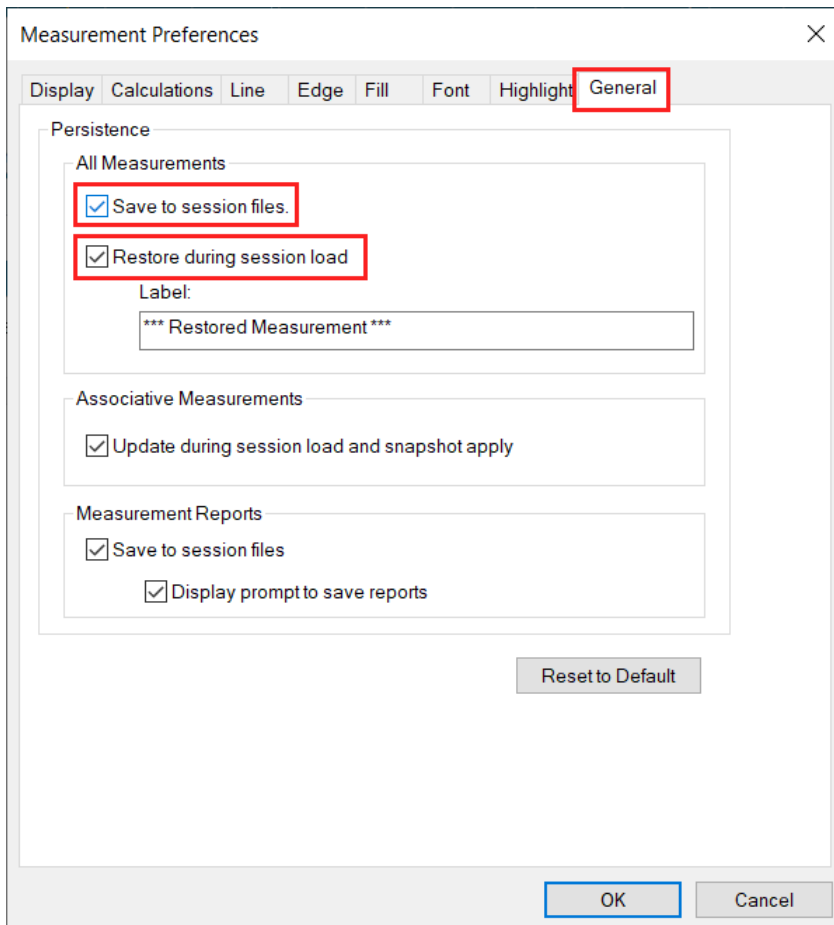 Measurement Preferences
Display Calculations Line Edge Fill Font Highlight General
Persistence
All Measurements
Save to session files.
Restore during session load
Label:
*** Restored Measurement ***
Associative Measurements
Update during session load and snapshot apply
Measurement Reports
Save to session files
Display prompt to save reports
Reset to Default
OK Cancel